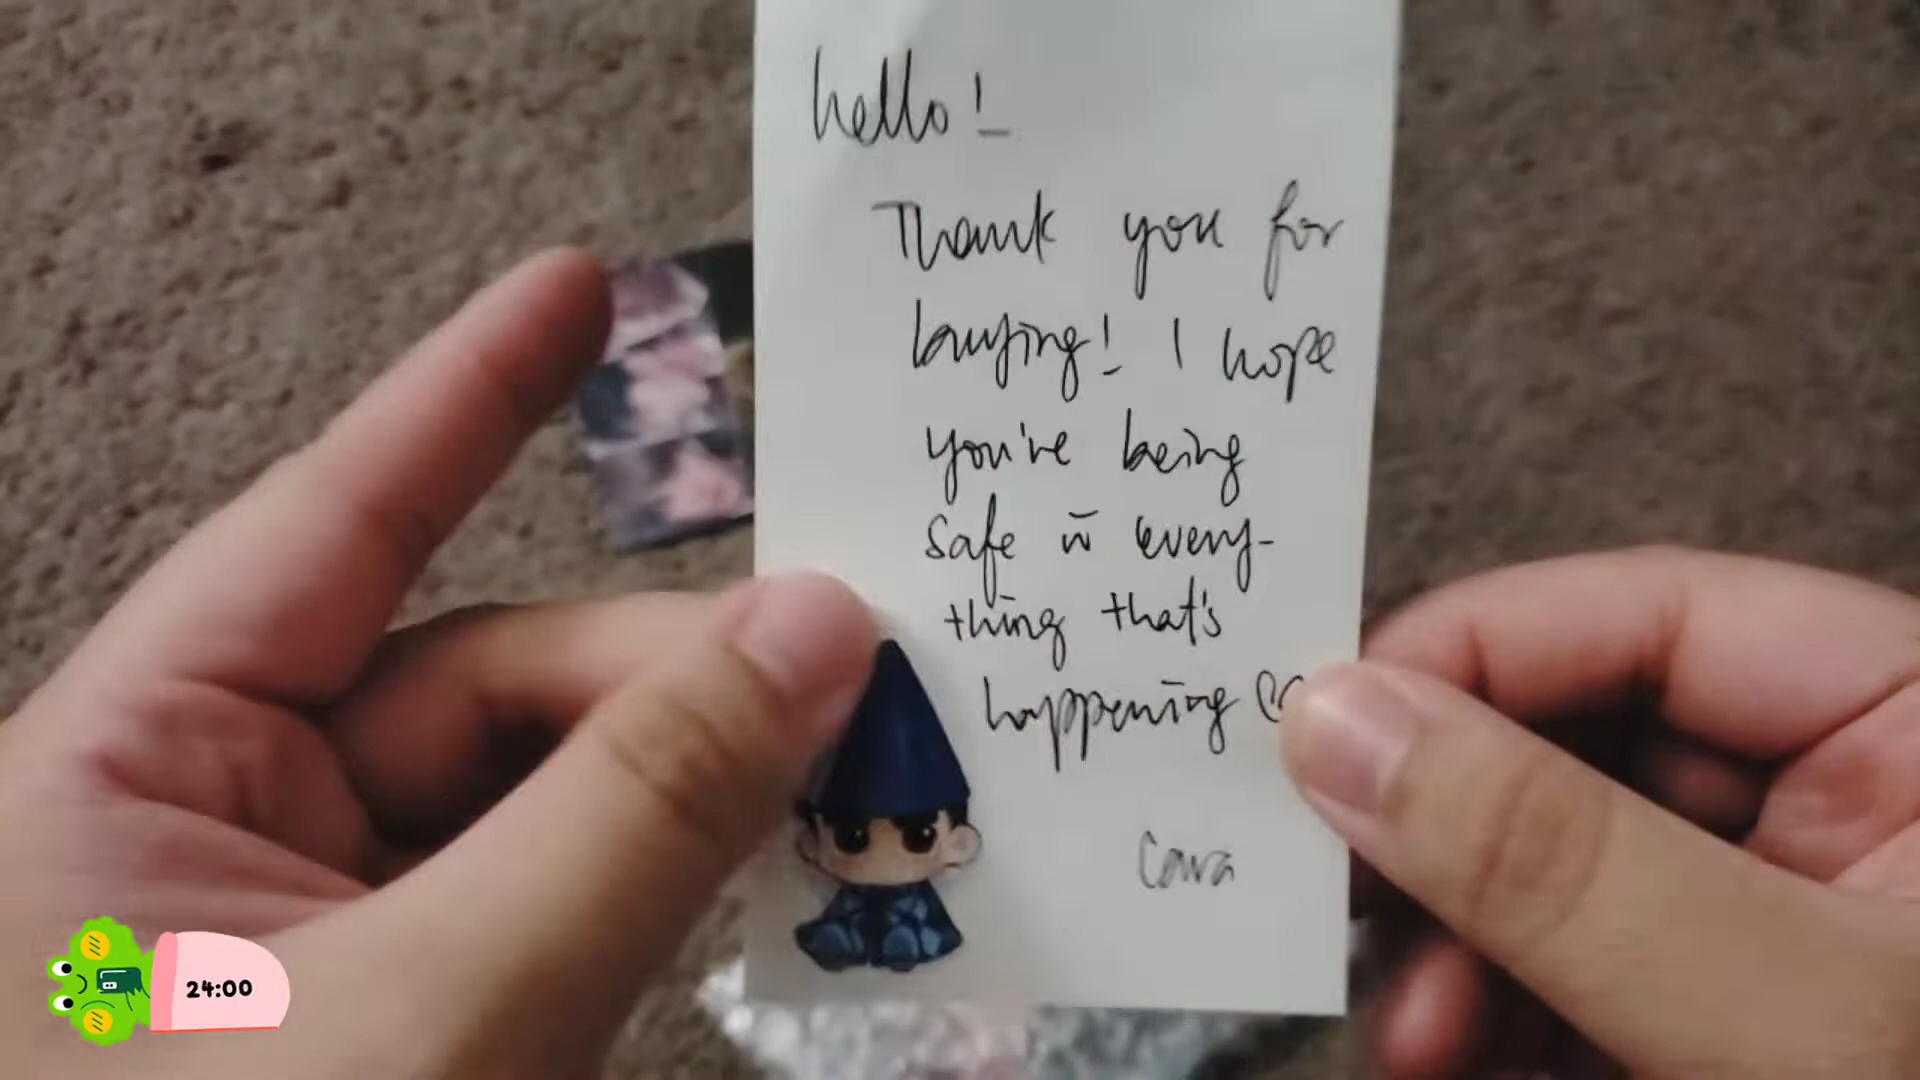 hello!
Thank you for
buying! I hope
you're being
safe w̄ every-
thing that's
happening ♡
Cara
24:00